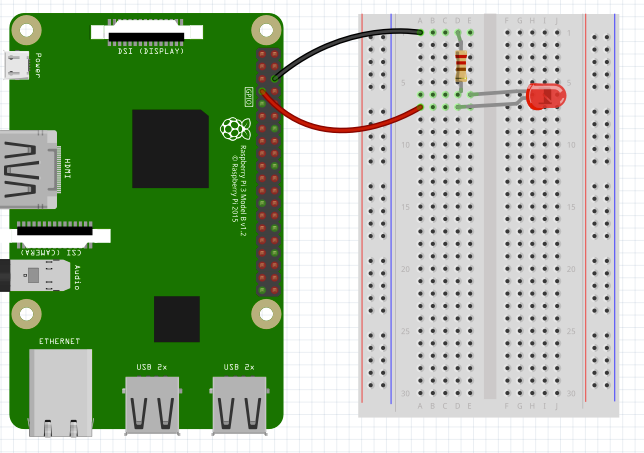 DSI (DISPLAY)
Power
HDMI
GPIO
Raspberry Pi 3 Model B v1.2
© Raspberry Pi 2015
CSI (CAMERA)
Audio
ETHERNET
USB 2x
USB 2x
A B C D E F G H I J
1 1
5 5
10 10
15 15
20 20
25 25
30 30
A B C D E F G H I J